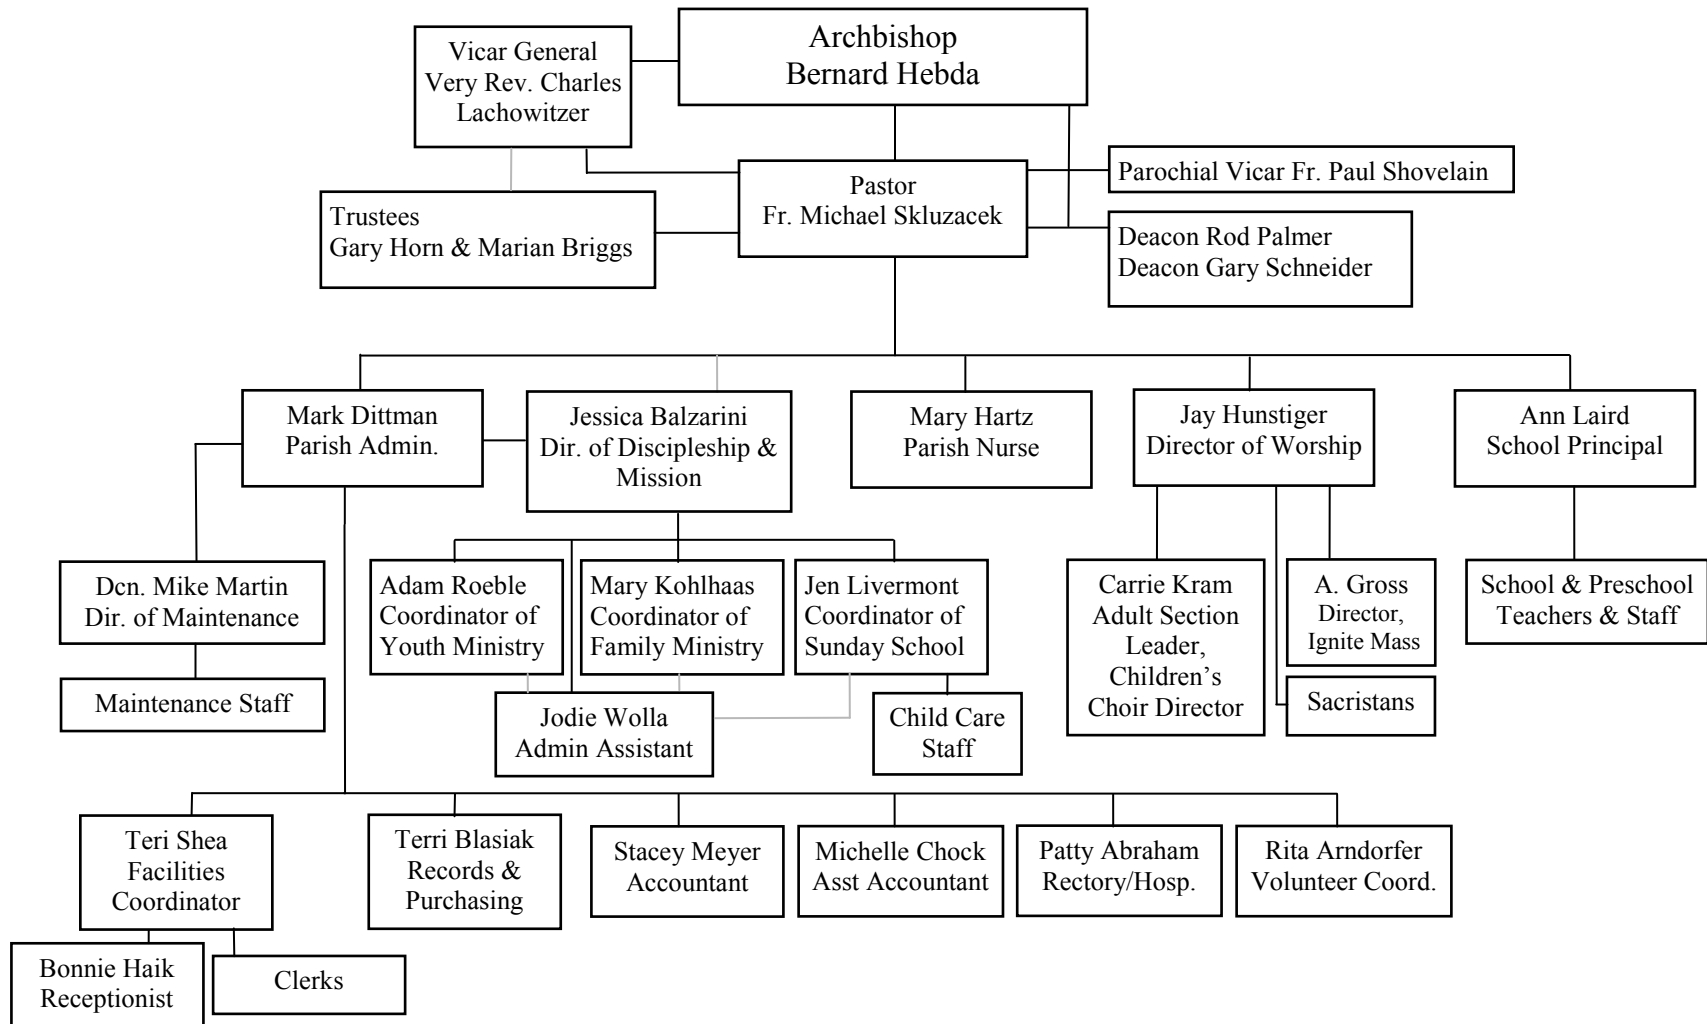 Archbishop
Bernard Hebda
Vicar General
Very Rev. Charles
Lachowitzer
Pastor
Fr. Michael Skluzacek
Parochial Vicar Fr. Paul Shovelain
Trustees
Gary Horn & Marian Briggs
Deacon Rod Palmer
Deacon Gary Schneider
Mark Dittman
Parish Admin.
Jessica Balzarini
Dir. of Discipleship &
Mission
Mary Hartz
Parish Nurse
Jay Hunstiger
Director of Worship
Ann Laird
School Principal
Dcn. Mike Martin
Dir. of Maintenance
Adam Roeble
Coordinator of
Youth Ministry
Mary Kohlhaas
Coordinator of
Family Ministry
Jen Livermont
Coordinator of
Sunday School
Carrie Kram
Adult Section
Leader,
Children’s
Choir Director
A. Gross
Director,
Ignite Mass
School & Preschool
Teachers & Staff
Maintenance Staff
Jodie Wolla
Admin Assistant
Child Care
Staff
Sacristans
Teri Shea
Facilities
Coordinator
Terri Blasiak
Records &
Purchasing
Stacey Meyer
Accountant
Michelle Chock
Asst Accountant
Patty Abraham
Rectory/Hosp.
Rita Arndorfer
Volunteer Coord.
Bonnie Haik
Receptionist
Clerks